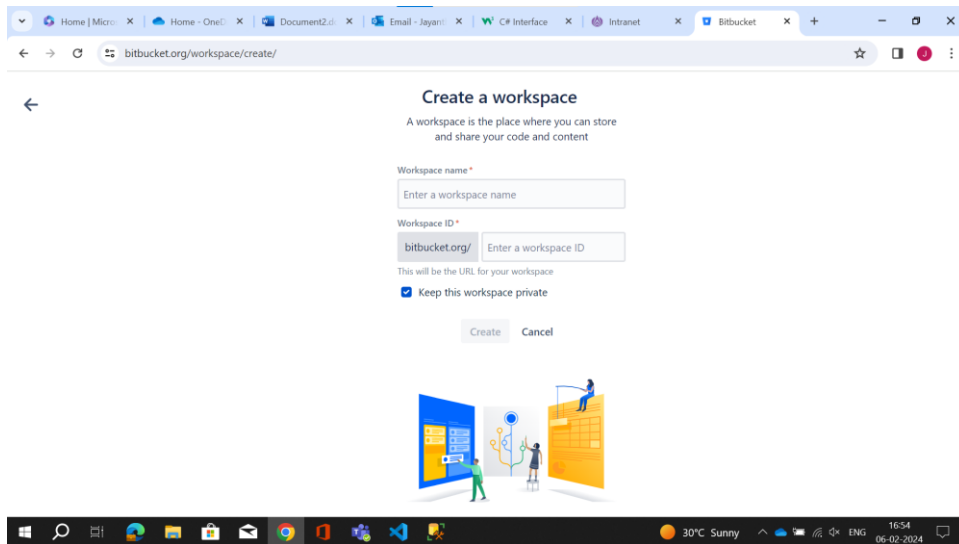 Home | Micros
Home - OneD
Document2.d
Email - Jayant
C# Interface
Intranet
Bitbucket
bitbucket.org/workspace/create/
J
Create a workspace
A workspace is the place where you can store
and share your code and content
Workspace name *
Enter a workspace name
Workspace ID *
bitbucket.org/ Enter a workspace ID
This will be the URL for your workspace
Keep this workspace private
Create Cancel
30°C Sunny
ENG
16:54
06-02-2024